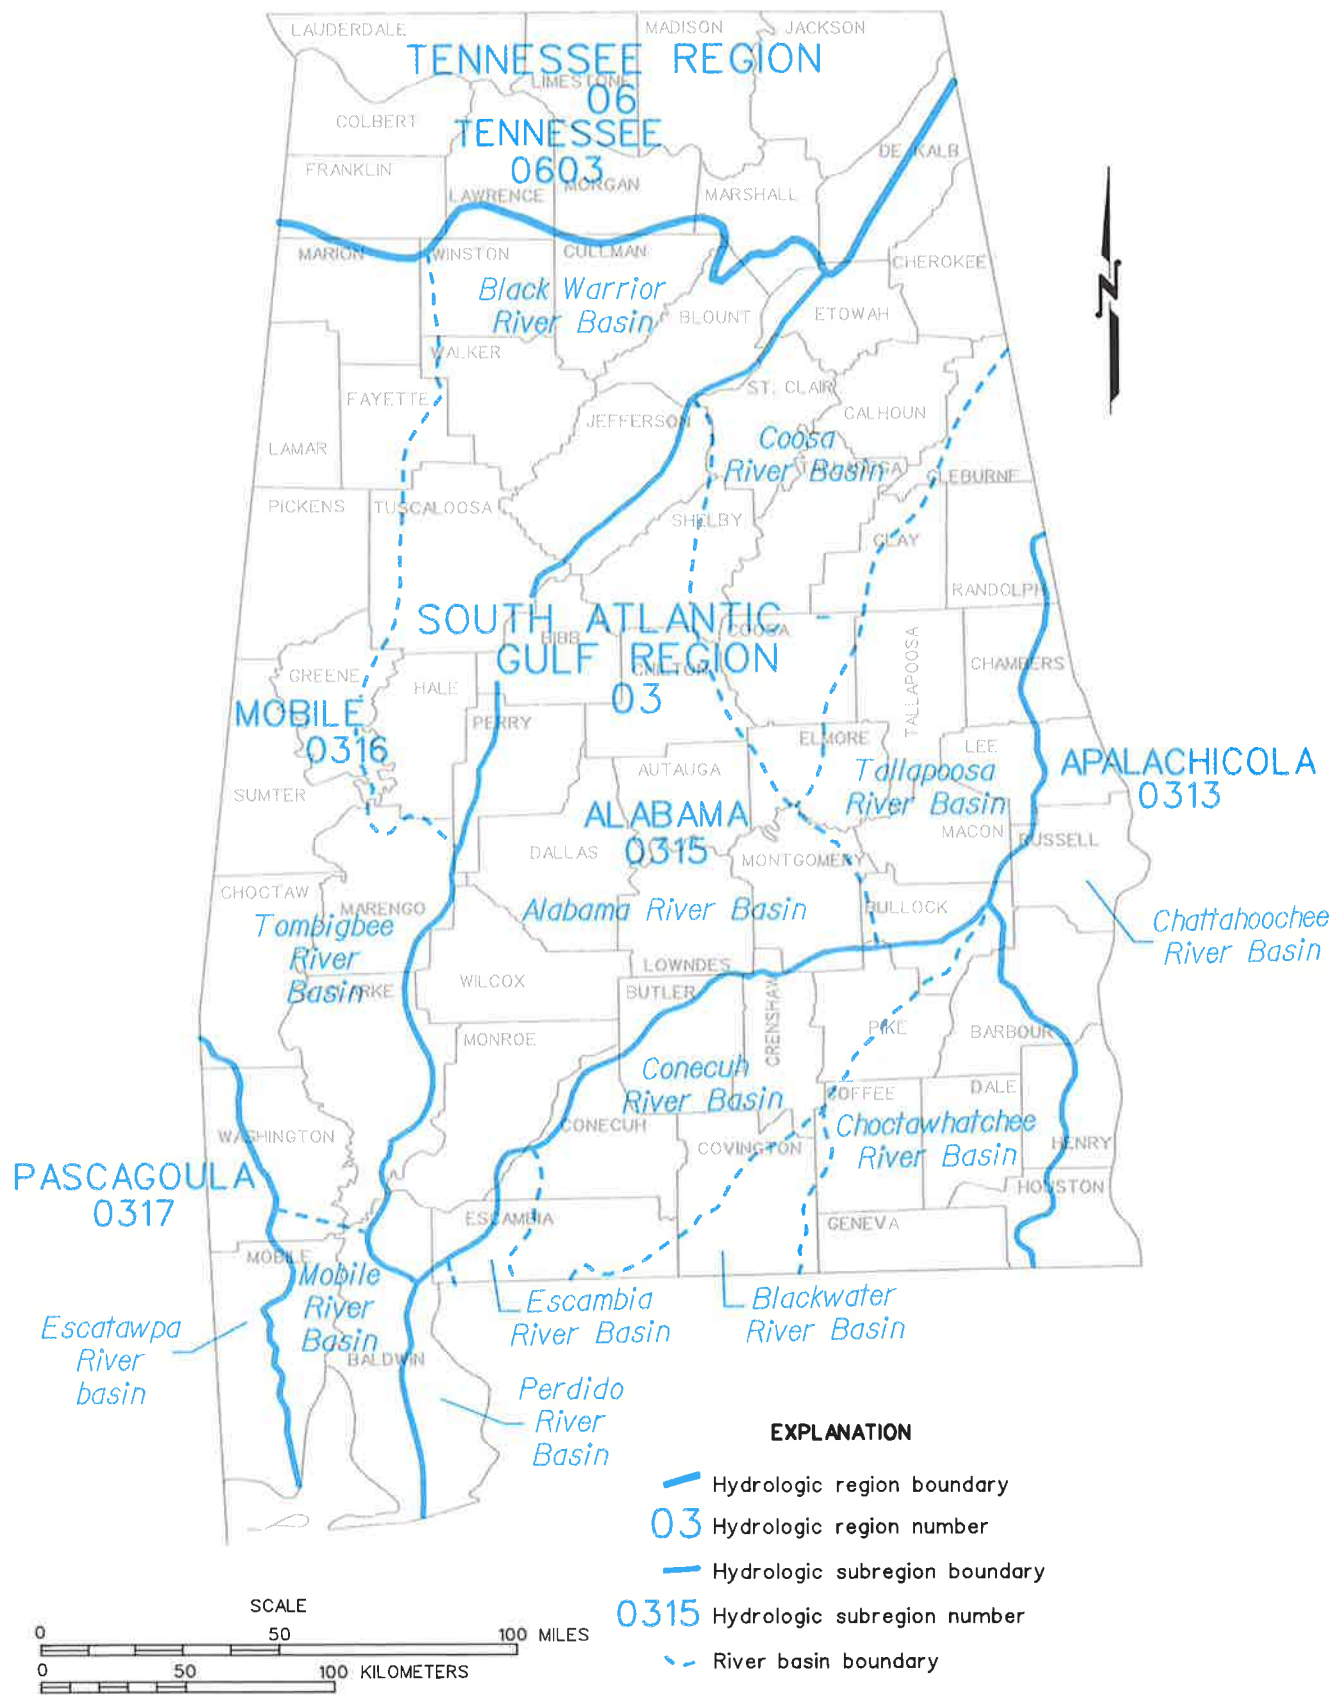 LAUDERDALE
MADISON
JACKSON
TENNESSEE REGION
LIMESTONE
06
COLBERT
TENNESSEE
0603
DE KALB
FRANKLIN
LAWRENCE
MORGAN
MARSHALL
MARION
WINSTON
CULLMAN
CHEROKEE
Black Warrior
River Basin
BLOUNT
ETOWAH
WALKER
ST. CLAIR
FAYETTE
JEFFERSON
CALHOUN
LAMAR
Coosa
River Basin
TALLADEGA
CLEBURNE
PICKENS
TUSCALOOSA
SHELBY
CLAY
RANDOLPH
SOUTH ATLANTIC
GULF REGION
03
BIBB
COOSA
CHILTON
TALLAPOOSA
CHAMBERS
GREENE
HALE
MOBILE
0316
PERRY
ELMORE
LEE
AUTAUGA
Tallapoosa
River Basin
APALACHICOLA
0313
SUMTER
ALABAMA
0315
MACON
RUSSELL
DALLAS
MONTGOMERY
CHOCTAW
MARENGO
Alabama River Basin
BULLOCK
Tombigbee
River
Basin
CLARKE
Chattahoochee
River Basin
LOWNDES
WILCOX
BUTLER
CRENSHAW
PIKE
BARBOUR
MONROE
Conecuh
River Basin
COFFEE
DALE
WASHINGTON
CONECUH
COVINGTON
Choctawhatchee
River Basin
HENRY
PASCAGOULA
0317
HOUSTON
ESCAMBIA
GENEVA
MOBILE
Mobile
River
Basin
Escambia
River Basin
Blackwater
River Basin
Escatawpa
River
basin
BALDWIN
Perdido
River
Basin
EXPLANATION
Hydrologic region boundary
03 Hydrologic region number
Hydrologic subregion boundary
0315 Hydrologic subregion number
River basin boundary
SCALE
0 50 100 MILES
0 50 100 KILOMETERS
N